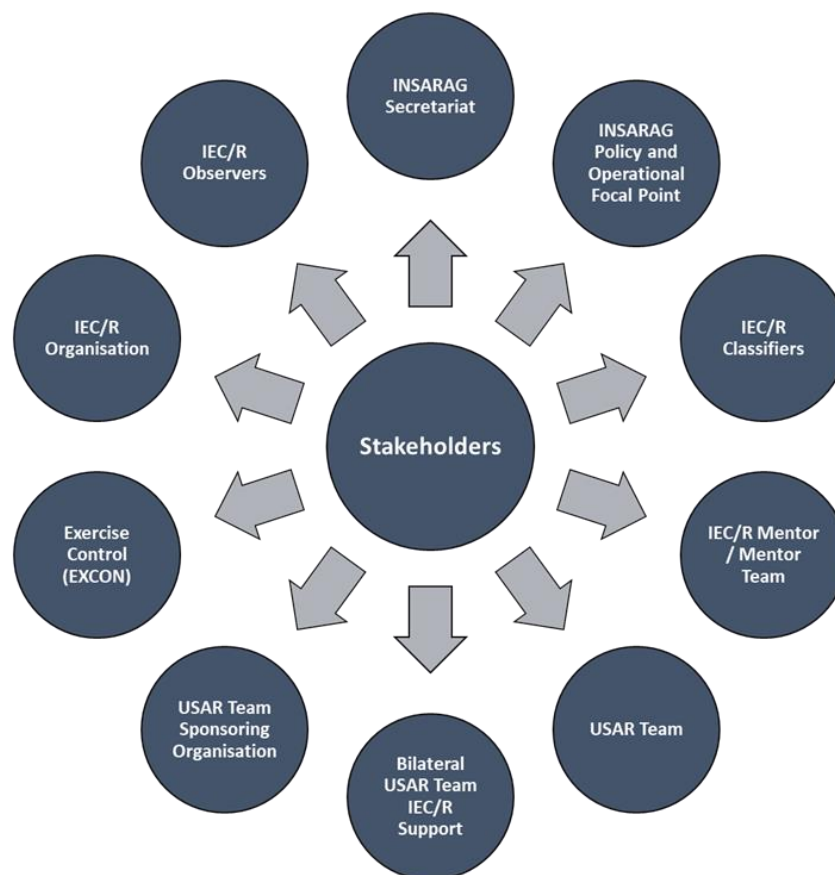 INSARAG
Secretariat
INSARAG
Policy and
Operational
Focal Point
IEC/R
Classifiers
IEC/R Mentor
/ Mentor
Team
USAR Team
Bilateral
USAR Team
IEC/R
Support
USAR Team
Sponsoring
Organisation
Exercise
Control
(EXCON)
IEC/R
Organisation
IEC/R
Observers
Stakeholders